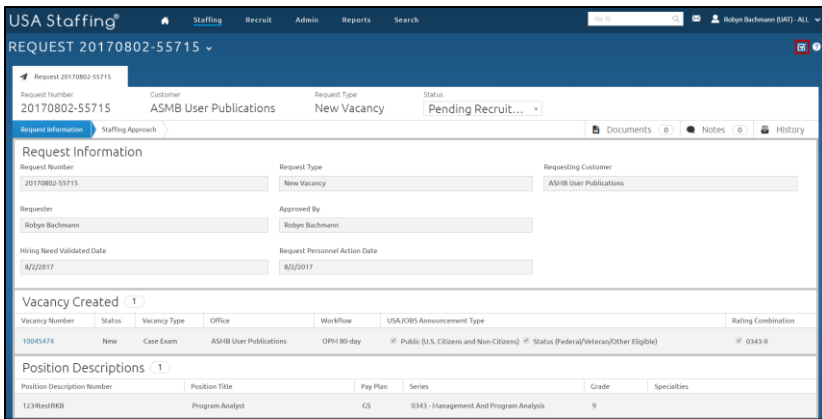 USA Staffing® Staffing Recruit Admin Reports Search Go To Robyn Bachmann (UAT) - ALL
REQUEST 20170802-55715
Request 20170802-55715
Request Number Customer Request Type Status
20170802-55715 ASMB User Publications New Vacancy Pending Recruit...
Request Information Staffing Approach Documents 0 Notes 0 History
Request Information
Request Number Request Type Requesting Customer
20170802-55715 New Vacancy ASMB User Publications
Requester Approved By
Robyn Bachmann Robyn Bachmann
Hiring Need Validated Date Request Personnel Action Date
8/2/2017 8/2/2017
Vacancy Created 1
Vacancy Number Status Vacancy Type Office Workflow USAJOBS Announcement Type Rating Combination
10045474 New Case Exam ASMB User Publications OPM 80-day Public (U.S. Citizens and Non-Citizens) Status (Federal/Veteran/Other Eligible) 0343-9
Position Descriptions 1
Position Description Number Position Title Pay Plan Series Grade Specialties
1234testRKB Program Analyst GS 0343 - Management And Program Analysis 9